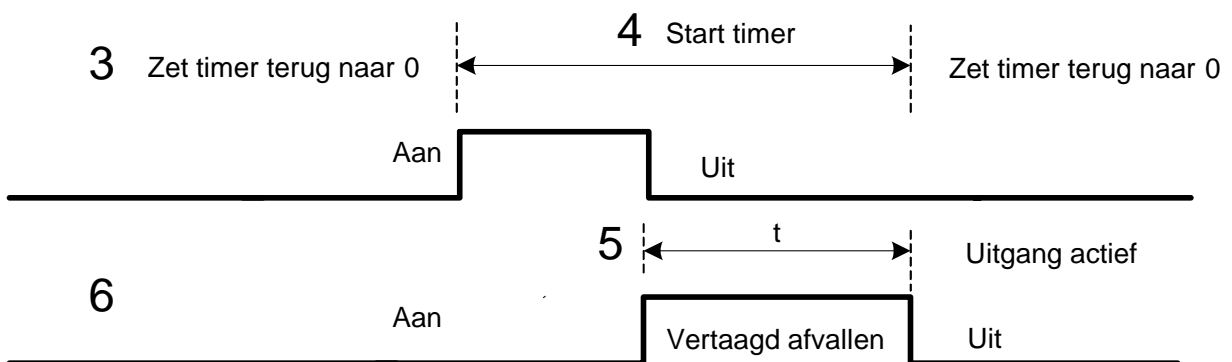 4 Start timer
3 Zet timer terug naar 0
Zet timer terug naar 0
Aan
Uit
5
t
Uitgang actief
6
Aan
Vertaagd afvallen
Uit